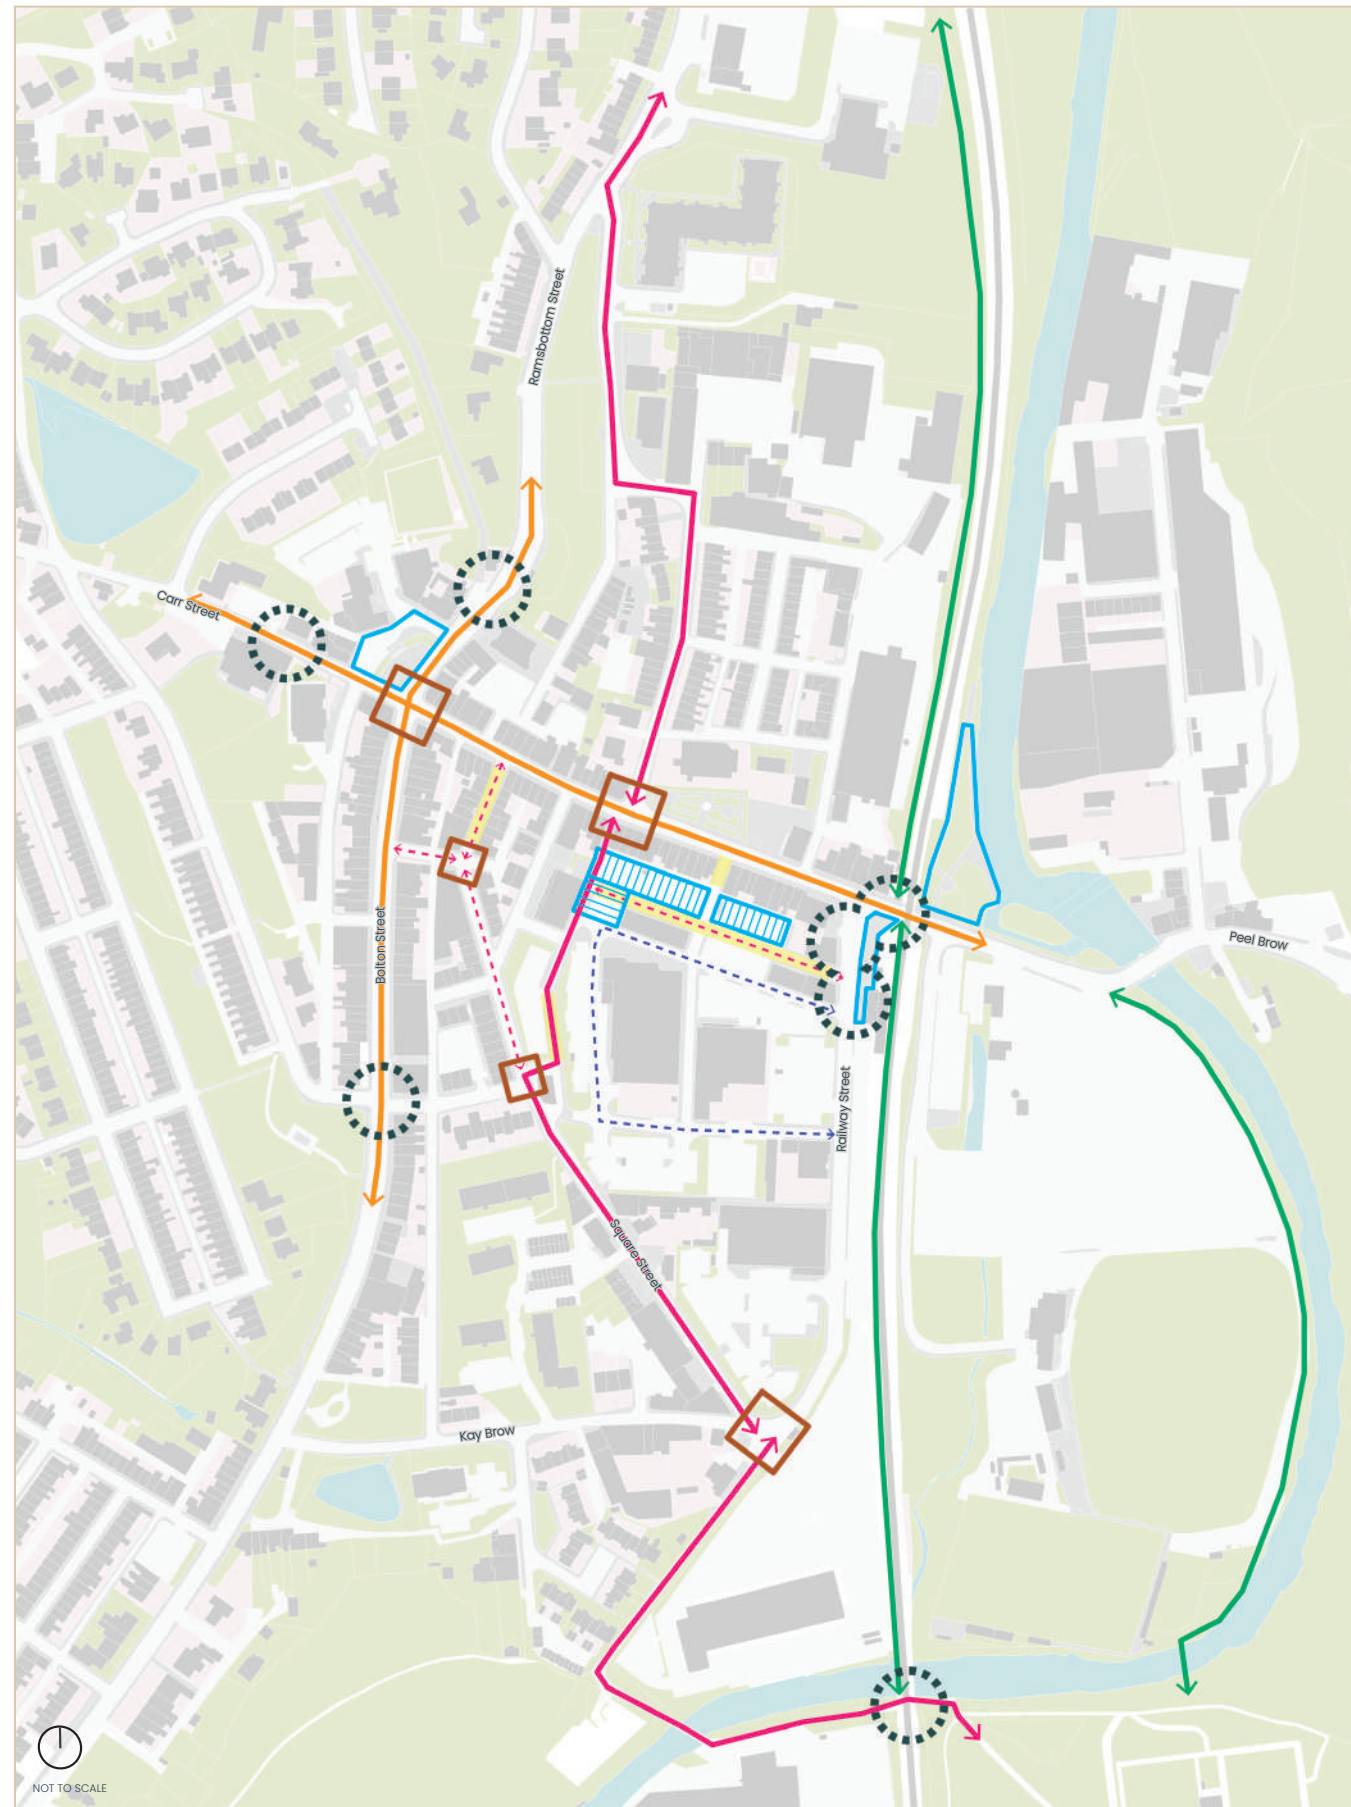 Ramsbottom Street
Carr Street
Bolton Street
Peel Brow
Railway Street
Square Street
Kay Brow
NOT TO SCALE